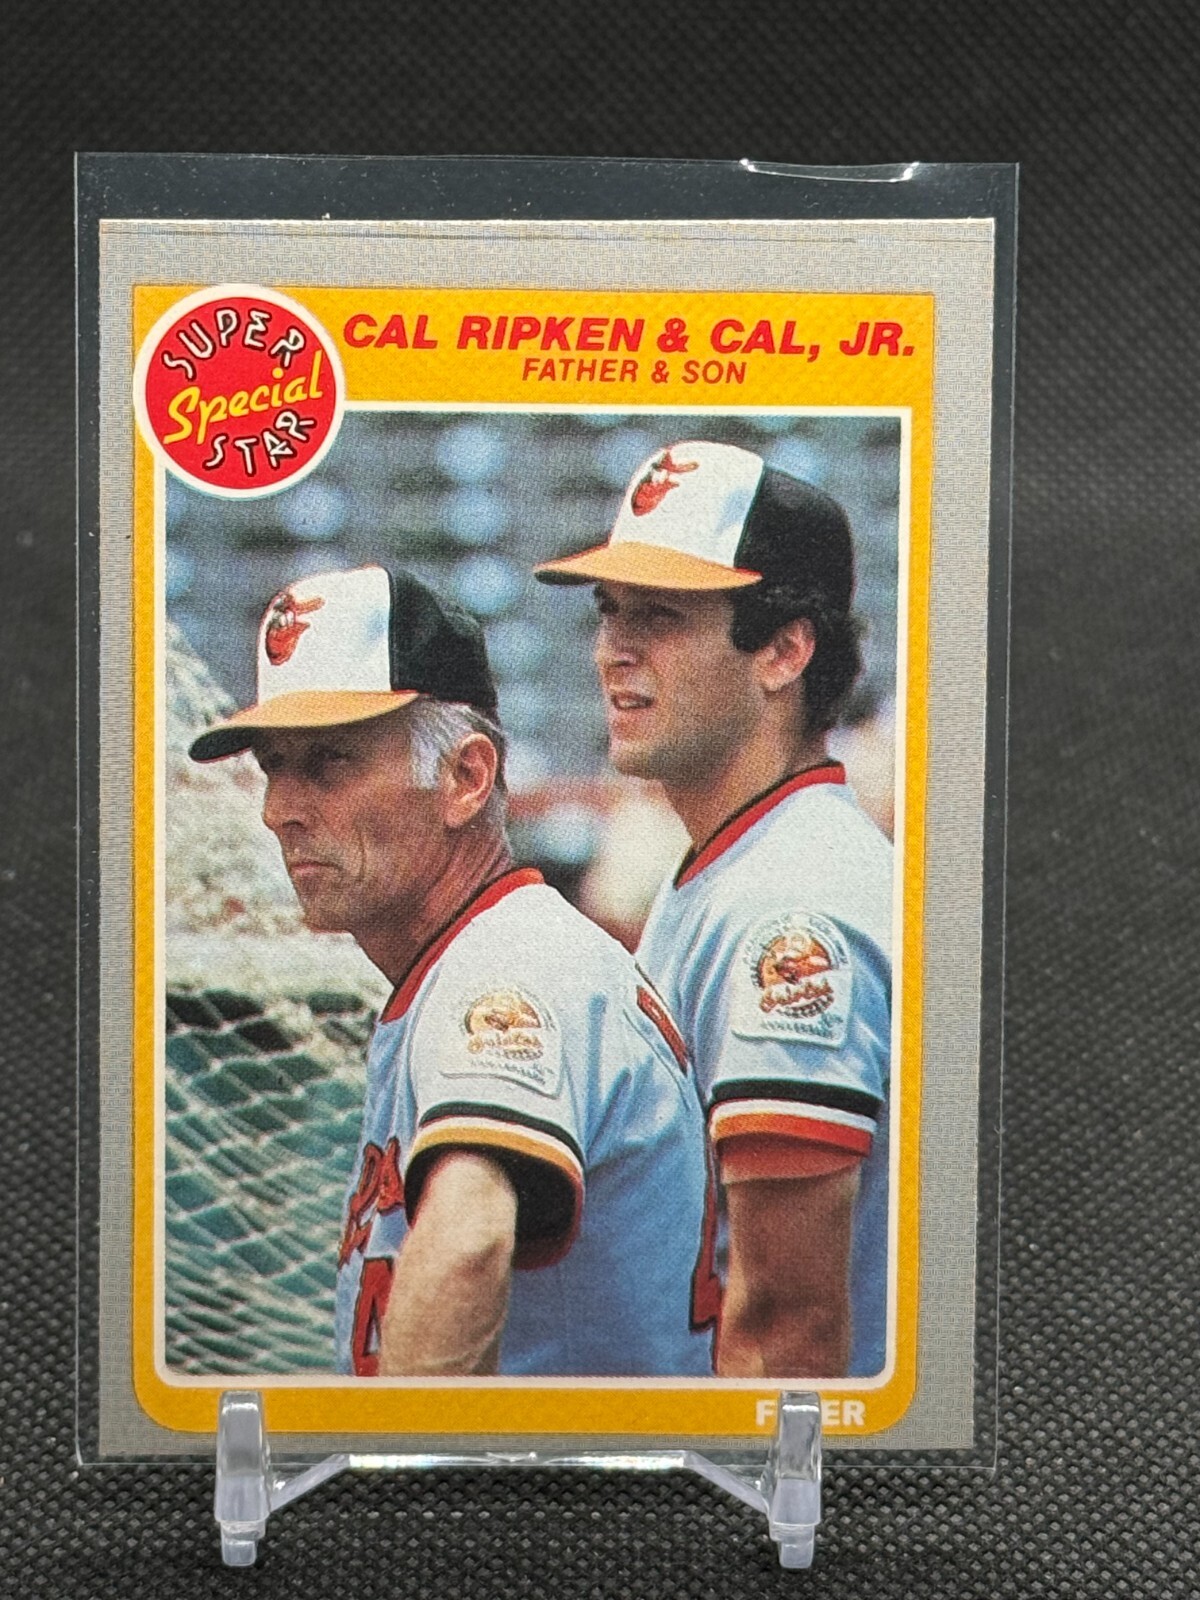 SUPER
Special
STAR
CAL RIPKEN & CAL, JR.
FATHER & SON